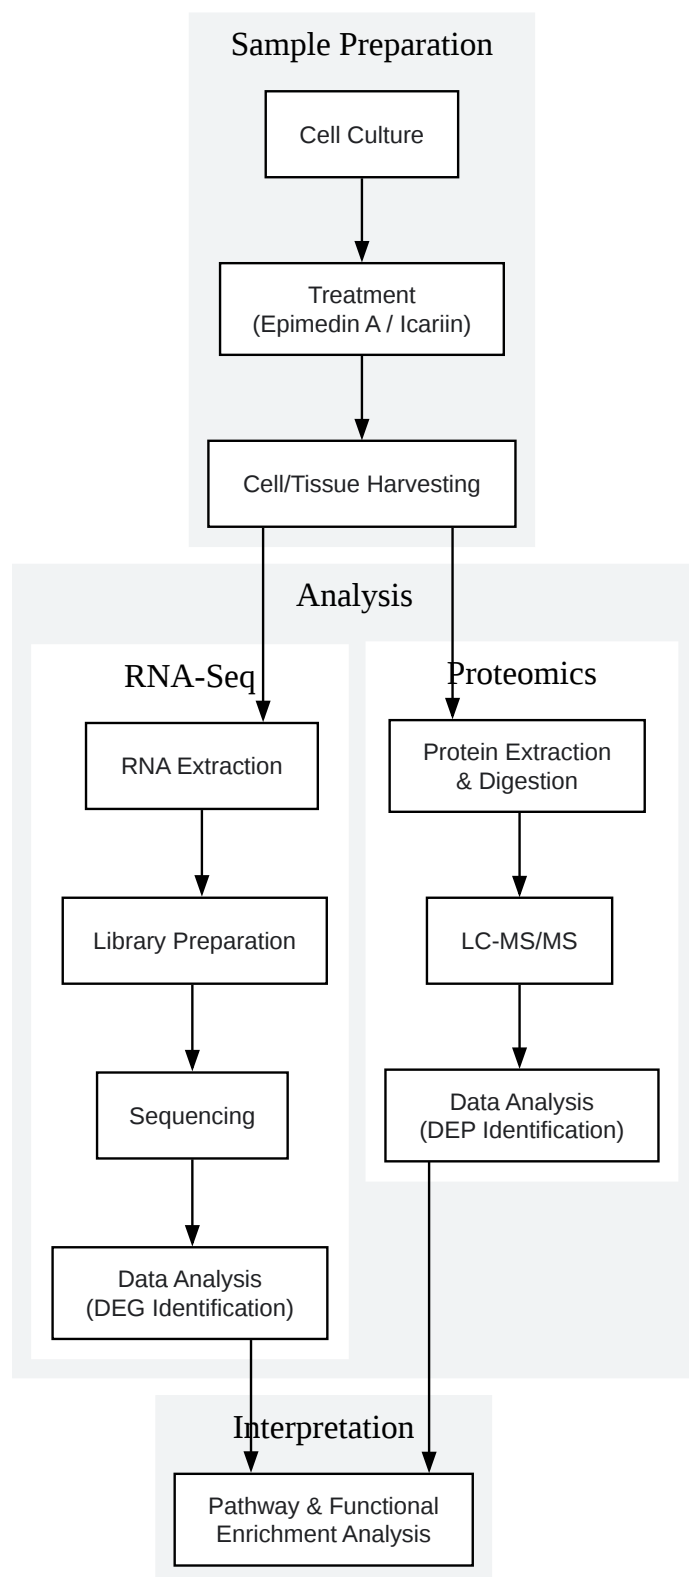 Sample Preparation
Cell Culture
Treatment
(Epimedin A / Icariin)
Cell/Tissue Harvesting
Analysis
RNA-Seq
RNA Extraction
Library Preparation
Sequencing
Data Analysis
(DEG Identification)
Proteomics
Protein Extraction
& Digestion
LC-MS/MS
Data Analysis
(DEP Identification)
Interpretation
Pathway & Functional
Enrichment Analysis